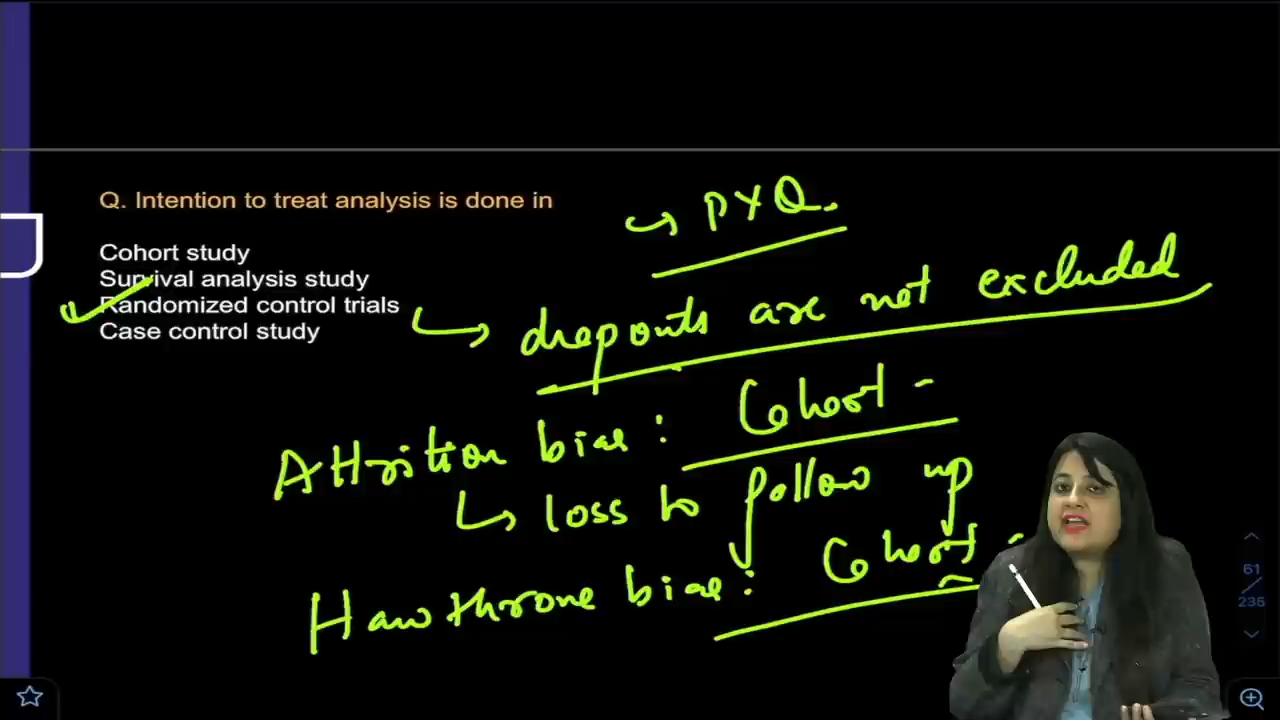 Q. Intention to treat analysis is done in
↳ PYQ.
Cohort study
Survival analysis study
Randomized control trials
Case control study
↳ dropouts are not excluded
Attrition bias: Cohort -
↳ loss to follow up
Hawthrone bias: Cohort
61
/
235